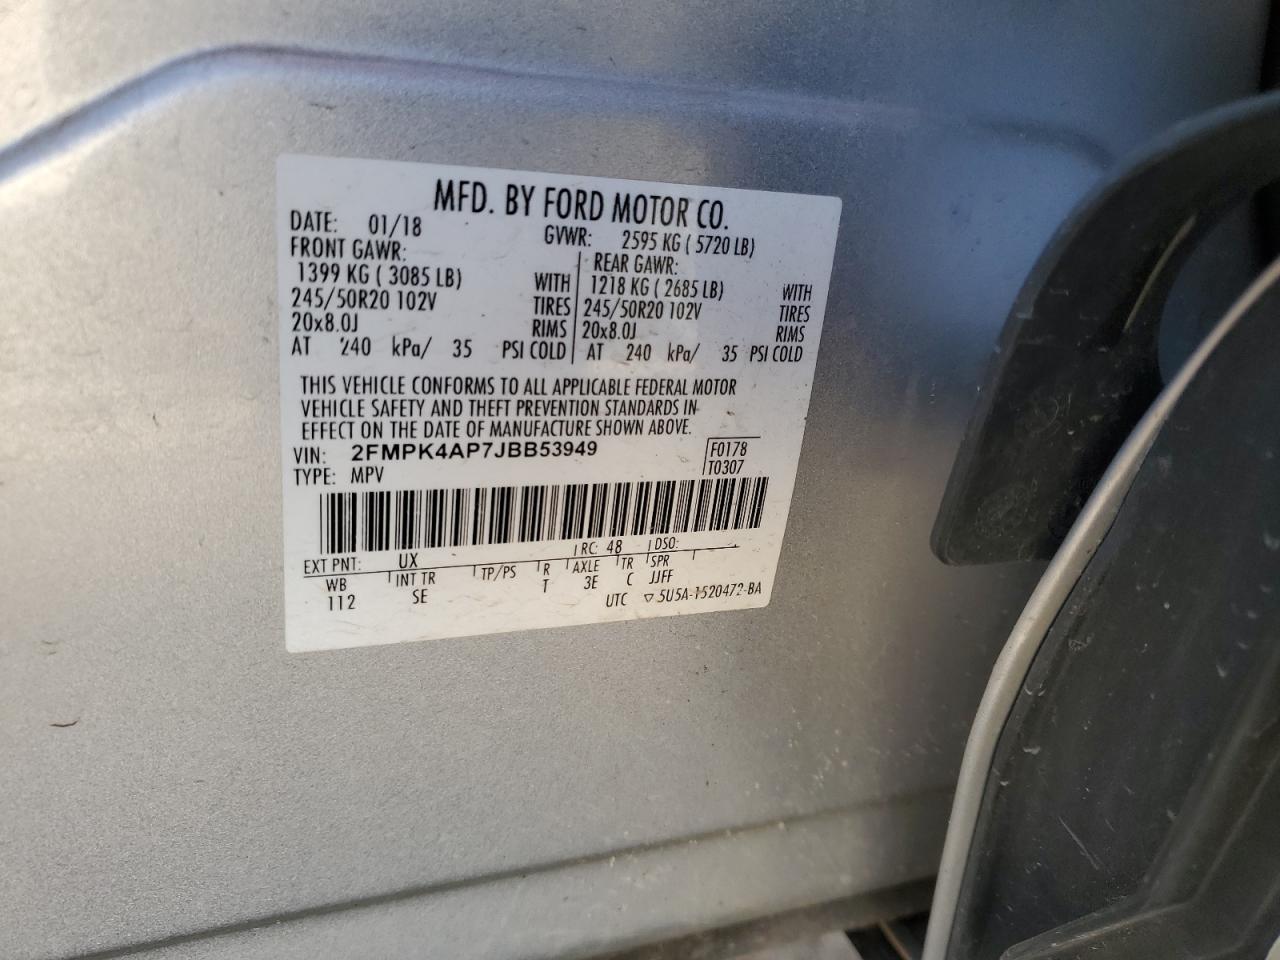 MFD. BY FORD MOTOR CO.
DATE: 01/18 GVWR: 2595 KG ( 5720 LB)
FRONT GAWR: REAR GAWR:
1399 KG ( 3085 LB) WITH 1218 KG ( 2685 LB) WITH
245/50R20 102V TIRES 245/50R20 102V TIRES
20x8.0J RIMS 20x8.0J RIMS
AT 240 kPa/ 35 PSI COLD AT 240 kPa/ 35 PSI COLD
THIS VEHICLE CONFORMS TO ALL APPLICABLE FEDERAL MOTOR
VEHICLE SAFETY AND THEFT PREVENTION STANDARDS IN
EFFECT ON THE DATE OF MANUFACTURE SHOWN ABOVE.
VIN: 2FMPK4AP7JBB53949 F0178
TYPE: MPV T0307
EXT PNT: UX RC: 48 DSO:
WB INT TR TP/PS R AXLE TR SPR
112 SE T 3E C JJFF
UTC ▽ 5U5A-1520472-BA